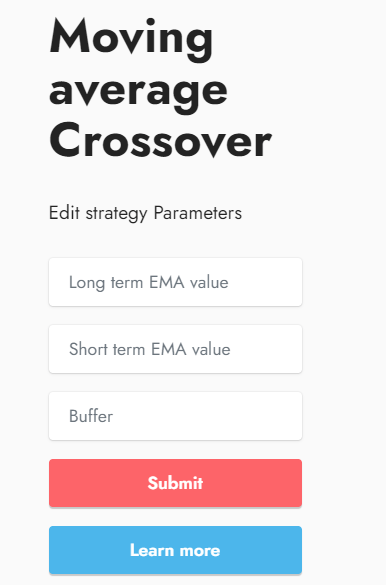 Moving
average
Crossover
Edit strategy Parameters
Long term EMA value
Short term EMA value
Buffer
Submit
Learn more